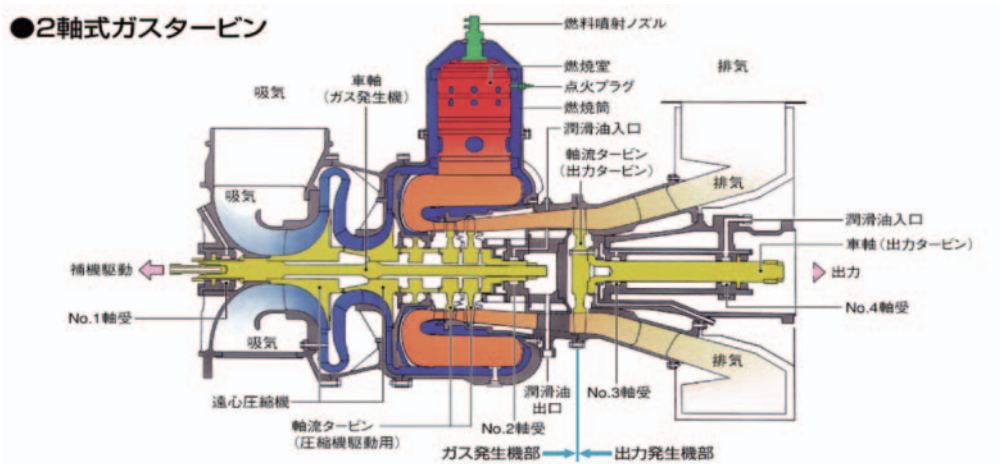 ●2軸式ガスタービン
燃料噴射ノズル
燃焼室
点火プラグ
燃焼筒
潤滑油入口
軸流タービン
(出力タービン)
車軸
(ガス発生機)
吸気
排気
吸気
排気
潤滑油入口
車軸(出力タービン)
補機駆動
出力
No.1軸受
No.4軸受
吸気
排気
遠心圧縮機
軸流タービン
(圧縮機駆動用)
No.2軸受
潤滑油
出口
No.3軸受
ガス発生機部
出力発生機部